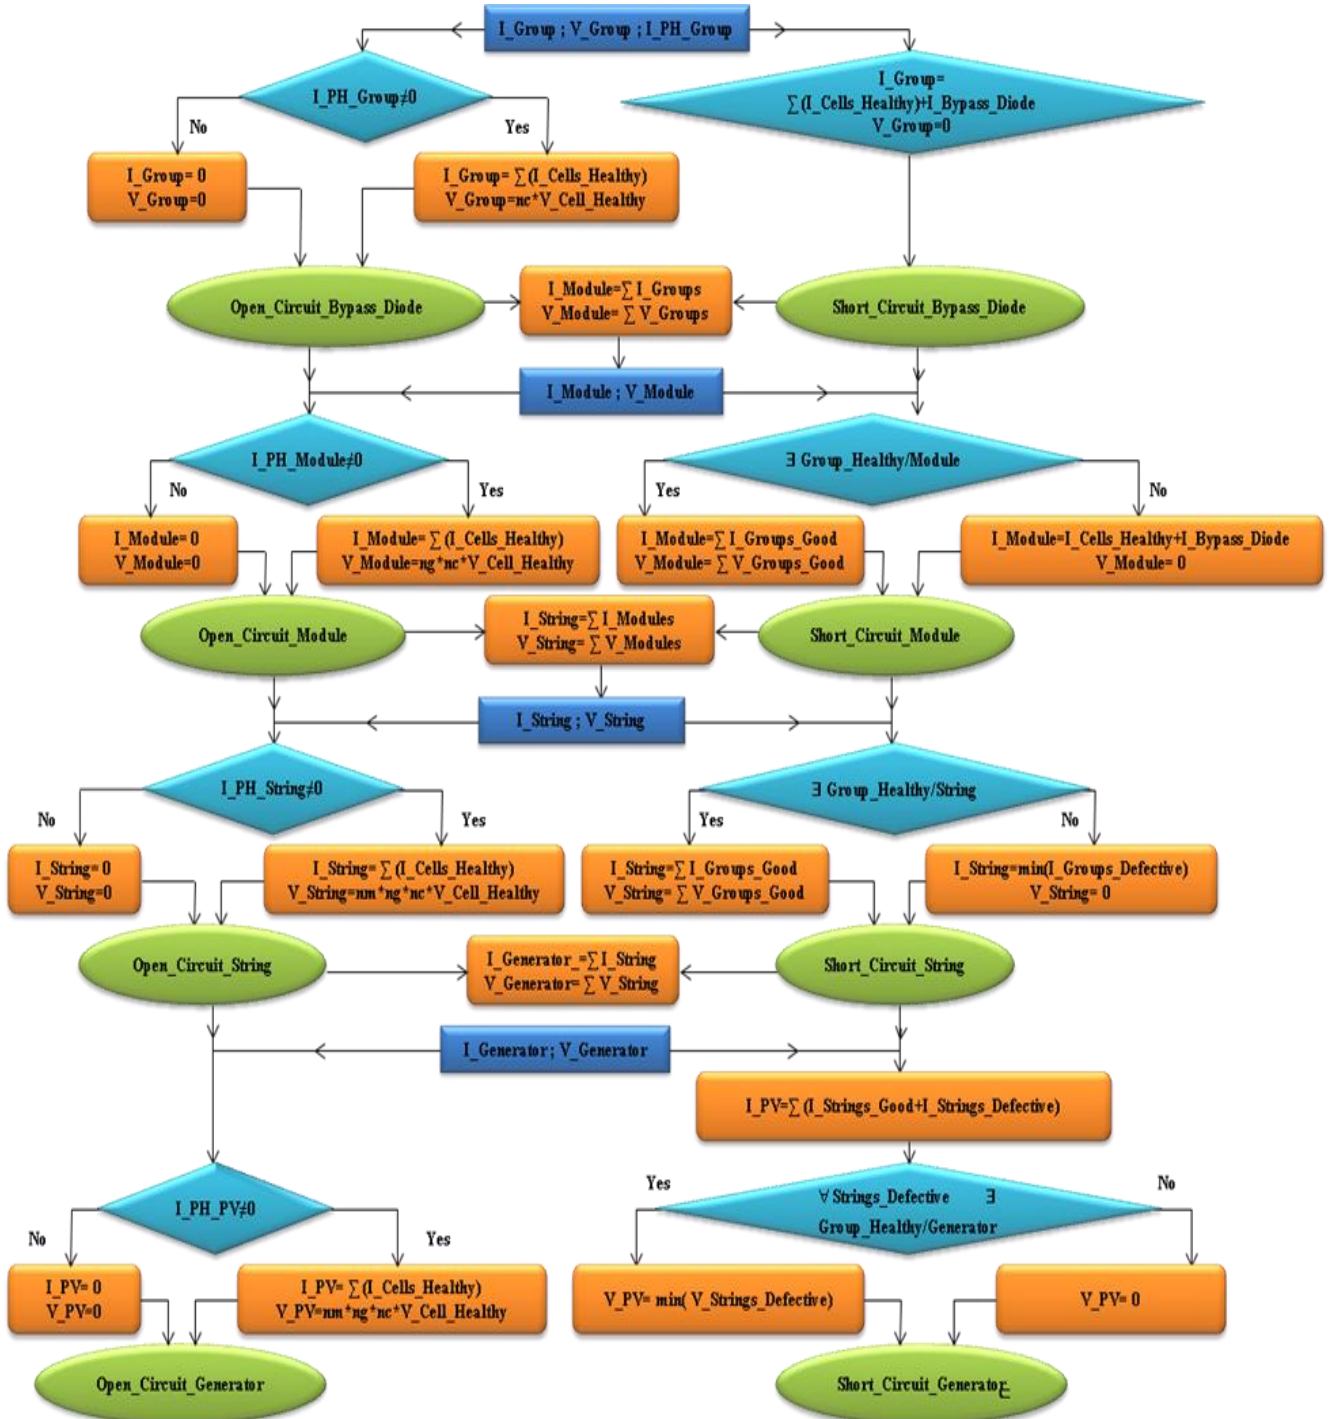 I_Group ; V_Group ; I_PH_Group
I_PH_Group≠0
I_Group=
∑(I_Cells_Healthy)+I_Bypass_Diode
V_Group=0
No
Yes
I_Group= 0
V_Group=0
I_Group= ∑(I_Cells_Healthy)
V_Group=nc*V_Cell_Healthy
Open_Circuit_Bypass_Diode
I_Module=∑ I_Groups
V_Module= ∑ V_Groups
Short_Circuit_Bypass_Diode
I_Module ; V_Module
I_PH_Module≠0
∃ Group_Healthy/Module
No
Yes
Yes
No
I_Module= 0
V_Module=0
I_Module= ∑ (I_Cells_Healthy)
V_Module=ng*nc*V_Cell_Healthy
I_Module=∑ I_Groups_Good
V_Module= ∑ V_Groups_Good
I_Module=I_Cells_Healthy+I_Bypass_Diode
V_Module= 0
Open_Circuit_Module
I_String=∑ I_Modules
V_String= ∑ V_Modules
Short_Circuit_Module
I_String ; V_String
I_PH_String≠0
∃ Group_Healthy/String
No
Yes
Yes
No
I_String= 0
V_String=0
I_String= ∑ (I_Cells_Healthy)
V_String=nm*ng*nc*V_Cell_Healthy
I_String=∑ I_Groups_Good
V_String= ∑ V_Groups_Good
I_String=min(I_Groups_Defective)
V_String= 0
Open_Circuit_String
I_Generator_=∑I_String
V_Generator= ∑ V_String
Short_Circuit_String
I_Generator ; V_Generator
I_PV=∑ (I_Strings_Good+I_Strings_Defective)
I_PH_PV≠0
∀ Strings_Defective ∃
Group_Healthy/Generator
No
Yes
Yes
No
I_PV= 0
V_PV=0
I_PV= ∑(I_Cells_Healthy)
V_PV=nm*ng*nc*V_Cell_Healthy
V_PV= min( V_Strings_Defective)
V_PV= 0
Open_Circuit_Generator
Short_Circuit_Generator